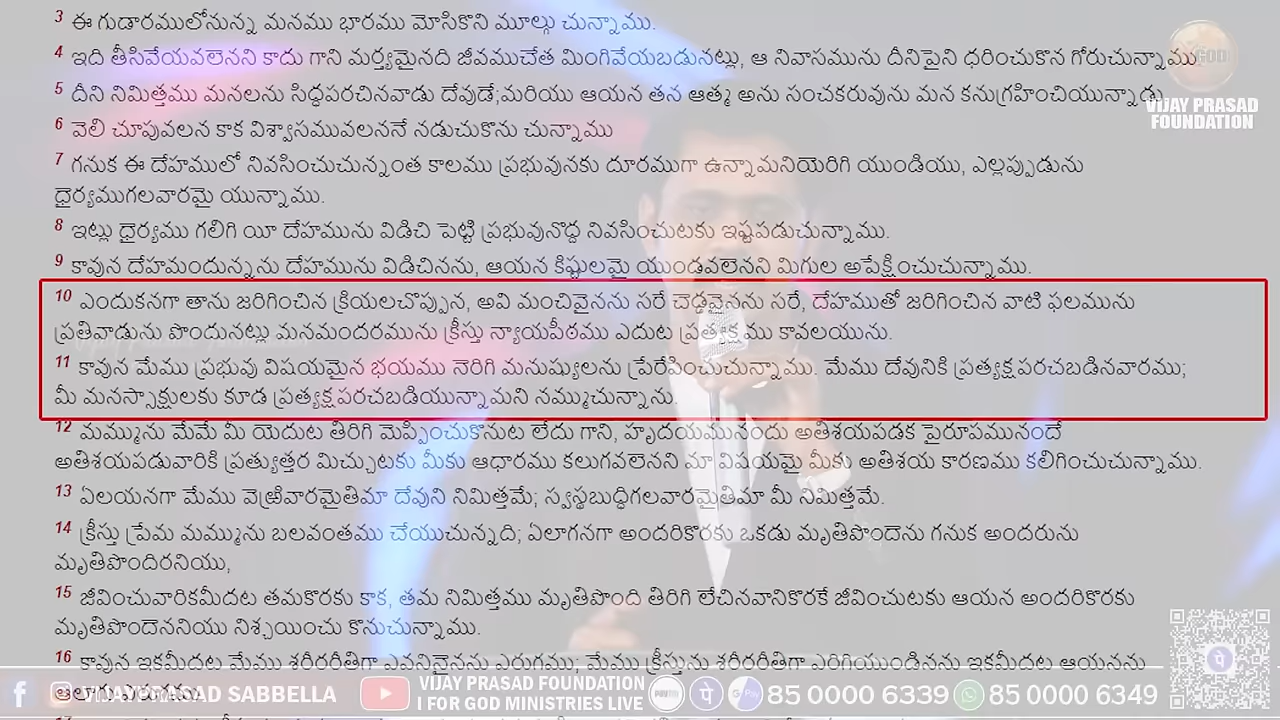 3 ఈ గుడారములోనున్న మనము భారము మోసికొని మూల్గు చున్నాము.
4 ఇది తీసివేయవలెనని కాదు గాని మర్త్యమైనది జీవముచేత మింగివేయబడునట్లు, ఆ నివాసమును దీనిపైని ధరించుకొన గోరుచున్నాము.
GOD
5 దీని నిమిత్తము మనలను సిద్ధపరచినవాడు దేవుడే;మరియు ఆయన తన ఆత్మ అను సంచకరువును మన కనుగ్రహించియున్నాడు.
VIJAY PRASAD
FOUNDATION
6 వెలి చూపువలన కాక విశ్వాసమువలననే నడుచుకొను చున్నాము
7 గనుక ఈ దేహములో నివసించుచున్నంత కాలము ప్రభువునకు దూరముగా ఉన్నామనియెరిగి యుండియు, ఎల్లప్పుడును
ధైర్యముగలవారమై యున్నాము.
8 ఇట్లు ధైర్యము గలిగి యీ దేహమును విడిచి పెట్టి ప్రభువునొద్ద నివసించుటకు ఇష్టపడుచున్నాము.
9 కావున దేహమందున్నను దేహమును విడిచినను, ఆయన కిష్టులమై యుండవలెనని మిగుల అపేక్షించుచున్నాము.
10 ఎందుకనగా తాను జరిగించిన క్రియలచొప్పున, అవి మంచివైనను సరే చెడ్డవైనను సరే, దేహముతో జరిగించిన వాటి ఫలమును
ప్రతివాడును పొందునట్లు మనమందరమును క్రీస్తు న్యాయపీఠము ఎదుట ప్రత్యక్షము కావలయును.
11 కావున మేము ప్రభువు విషయమైన భయము నెరిగి మనుష్యులను ప్రేరేపించుచున్నాము. మేము దేవునికి ప్రత్యక్షపరచబడినవారము;
మీ మనస్సాక్షులకు కూడ ప్రత్యక్షపరచబడియున్నామని నమ్ముచున్నాను.
12 మమ్మును మేమే మీ యెదుట తిరిగి మెప్పించుకొనుట లేదు గాని, హృదయమునందు అతిశయపడక పైరూపమునందే
అతిశయపడువారికి ప్రత్యుత్తర మిచ్చుటకు మీకు ఆధారము కలుగవలెనని మా విషయమై మీకు అతిశయ కారణము కలిగించుచున్నాము.
13 ఏలయనగా మేము వెఱ్ఱివారమైతిమా దేవుని నిమిత్తమే; స్వస్థబుద్ధిగలవారమైతిమా మీ నిమిత్తమే.
14 క్రీస్తు ప్రేమ మమ్మును బలవంతము చేయుచున్నది; ఏలాగనగా అందరికొరకు ఒకడు మృతిపొందెను గనుక అందరును
మృతిపొందిరనియు,
15 జీవించువారికమీదట తమకొరకు కాక, తమ నిమిత్తము మృతిపొంది తిరిగి లేచినవానికొరకే జీవించుటకు ఆయన అందరికొరకు
మృతిపొందెననియు నిశ్చయించు కొనుచున్నాము.
16 కావున ఇకమీదట మేము శరీరరీతిగా ఎవనినైనను ఎరుగము; మేము క్రీస్తును శరీరరీతిగా ఎరిగియుండినను ఇకమీదట ఆయనను
VIJAY PRASAD SABBELLA
VIJAY PRASAD FOUNDATION
I FOR GOD MINISTRIES LIVE
Paytm G Pay 85 0000 6339 85 0000 6349